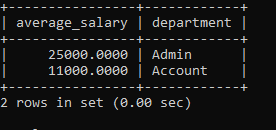 +----------------+------------+
| average_salary | department |
+----------------+------------+
| 25000.0000 | Admin |
| 11000.0000 | Account |
+----------------+------------+
2 rows in set (0.00 sec)